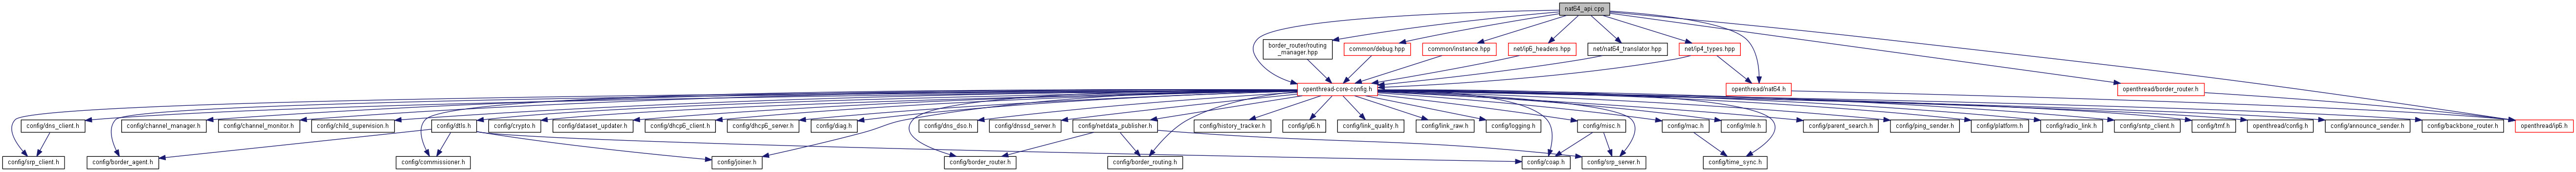 nat64_api.cpp
border_router/routing
_manager.hpp
common/debug.hpp
common/instance.hpp
net/ip6_headers.hpp
net/nat64_translator.hpp
net/ip4_types.hpp
openthread-core-config.h
openthread/nat64.h
openthread/border_router.h
config/dns_client.h
config/channel_manager.h
config/channel_monitor.h
config/child_supervision.h
config/dtls.h
config/crypto.h
config/dataset_updater.h
config/dhcp6_client.h
config/dhcp6_server.h
config/diag.h
config/dns_dso.h
config/dnssd_server.h
config/netdata_publisher.h
config/history_tracker.h
config/ip6.h
config/link_quality.h
config/link_raw.h
config/logging.h
config/misc.h
config/mac.h
config/mle.h
config/parent_search.h
config/ping_sender.h
config/platform.h
config/radio_link.h
config/sntp_client.h
config/tmf.h
openthread/config.h
config/announce_sender.h
config/backbone_router.h
openthread/ip6.h
config/srp_client.h
config/border_agent.h
config/commissioner.h
config/joiner.h
config/border_router.h
config/border_routing.h
config/coap.h
config/srp_server.h
config/time_sync.h